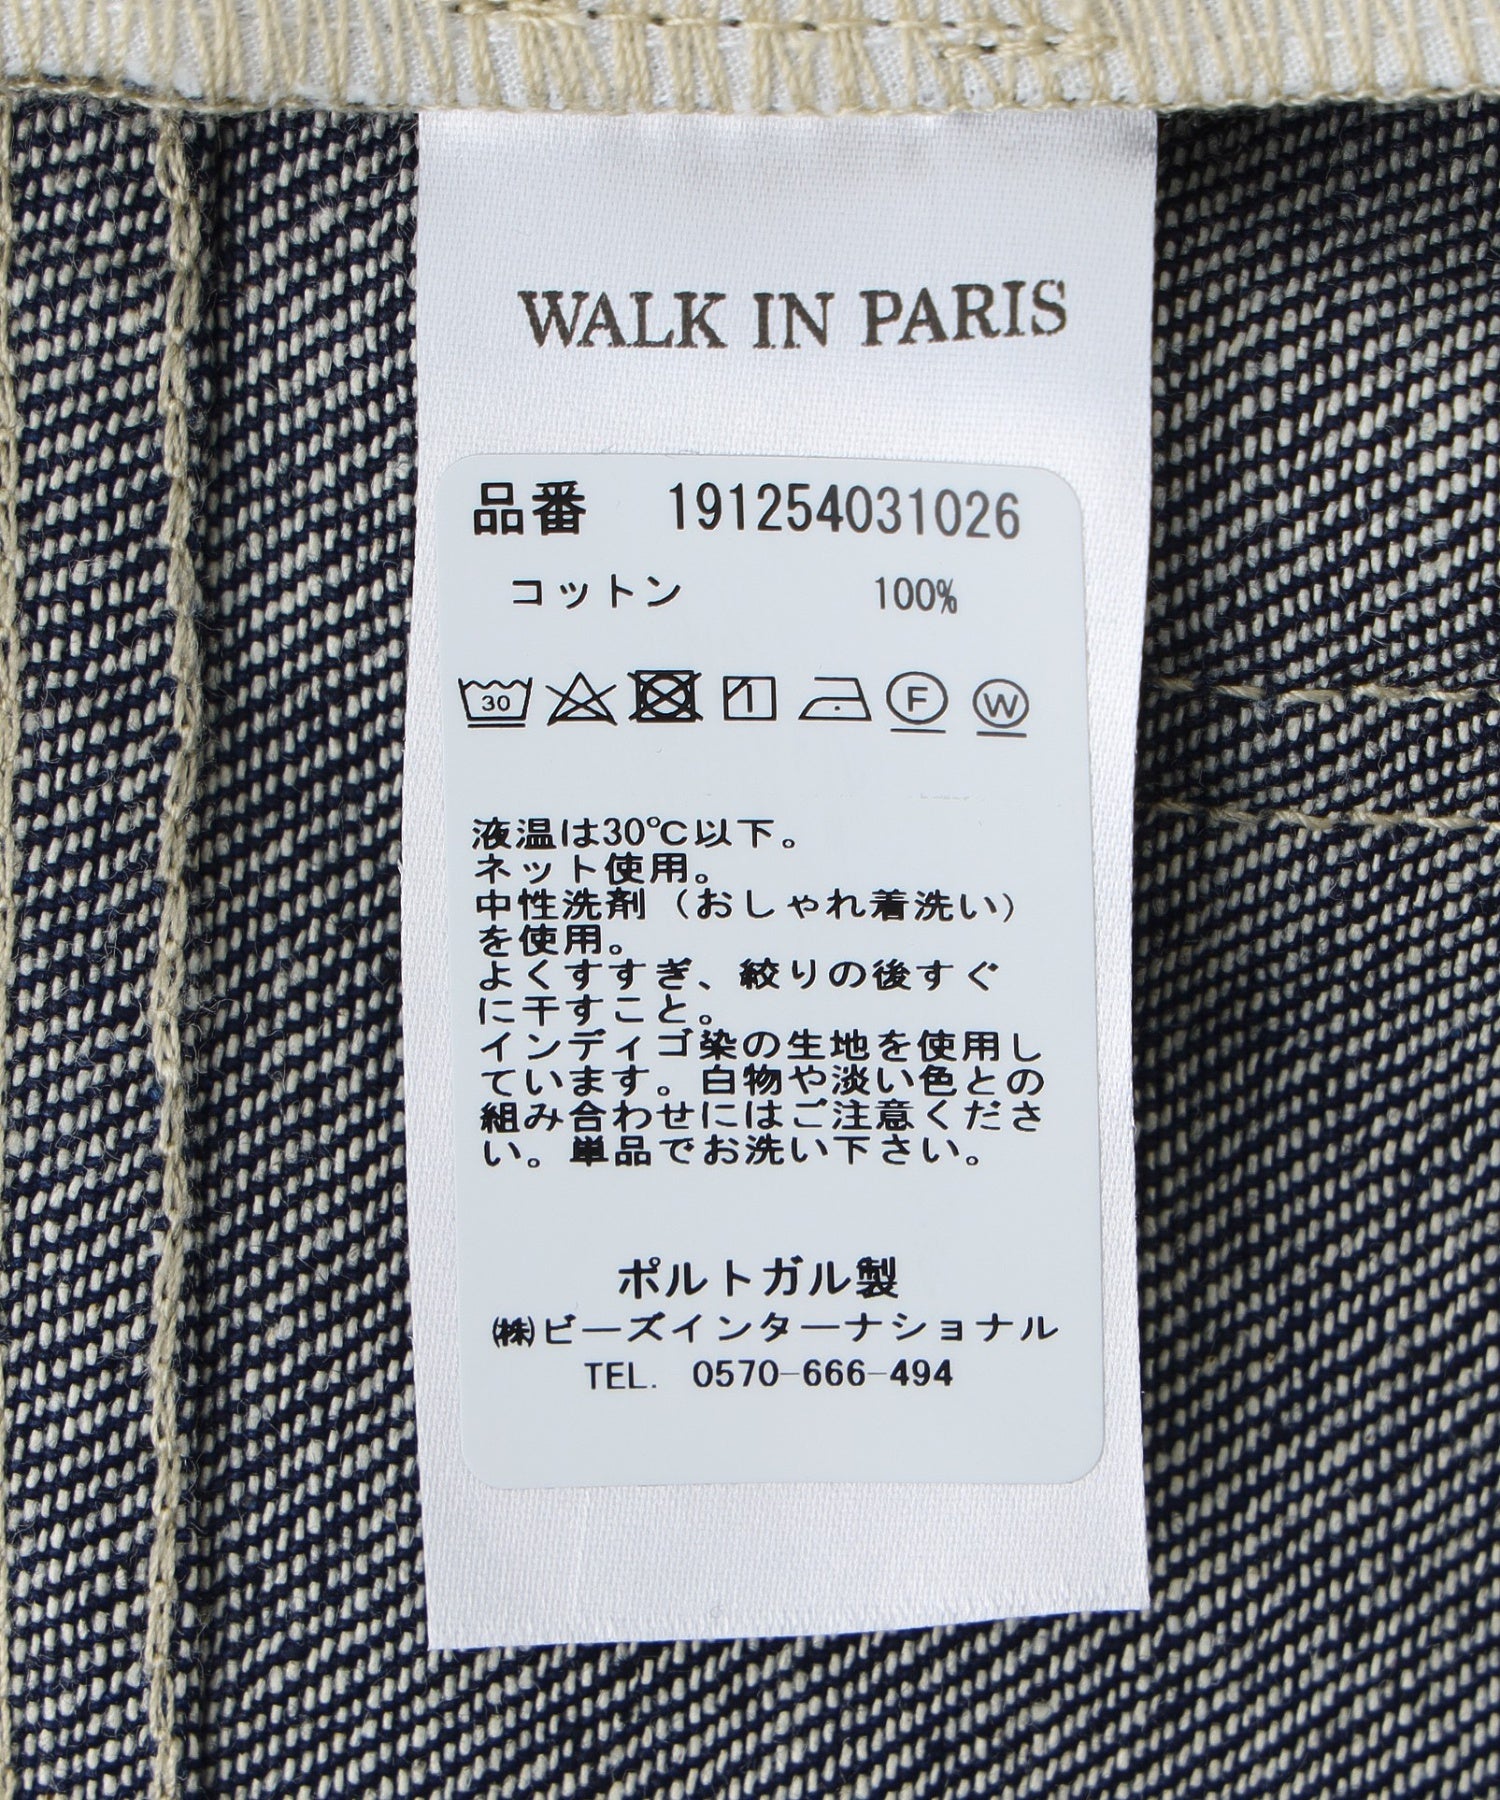 WALK IN PARIS
品番 191254031026
コットン 100%
30 F W
液温は30℃以下。
ネット使用。
中性洗剤（おしゃれ着洗い）
を使用。
よくすすぎ、絞りの後すぐ
に干すこと。
インディゴ染の生地を使用し
ています。白物や淡い色との
組み合わせにはご注意くださ
い。単品でお洗い下さい。
ポルトガル製
㈱ビーズインターナショナル
TEL. 0570-666-494